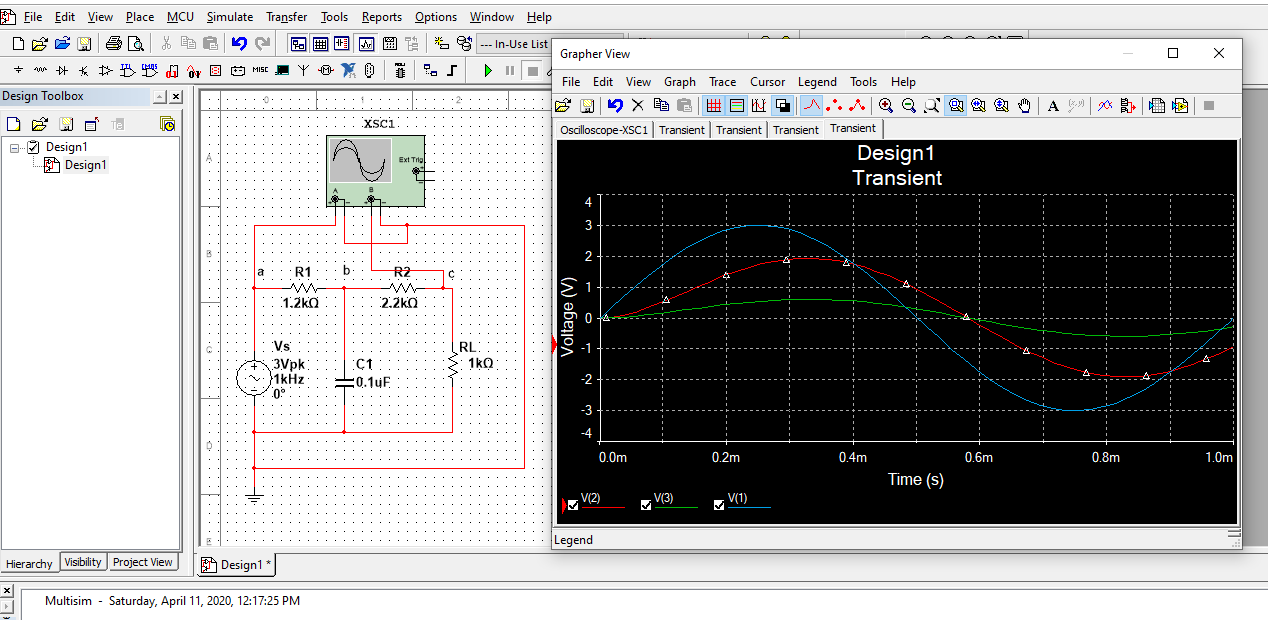 File Edit View Place MCU Simulate Transfer Tools Reports Options Window Help
--- In-Use List
MISC
Design Toolbox
Design1
Design1
0 1 2
A
B
C
D
E
XSC1
Ext Trig
A B
a R1 b R2 c
1.2kΩ 2.2kΩ
Vs
3Vpk
1kHz
0°
C1
0.1uF
RL
1kΩ
Hierarchy Visibility Project View
Design1 *
Grapher View
File Edit View Graph Trace Cursor Legend Tools Help
Oscilloscope-XSC1 Transient Transient Transient Transient
Design1
Transient
Voltage (V)
4
3
2
1
0
-1
-2
-3
-4
0.0m 0.2m 0.4m 0.6m 0.8m 1.0m
Time (s)
V(2) V(3) V(1)
Legend
Multisim - Saturday, April 11, 2020, 12:17:25 PM